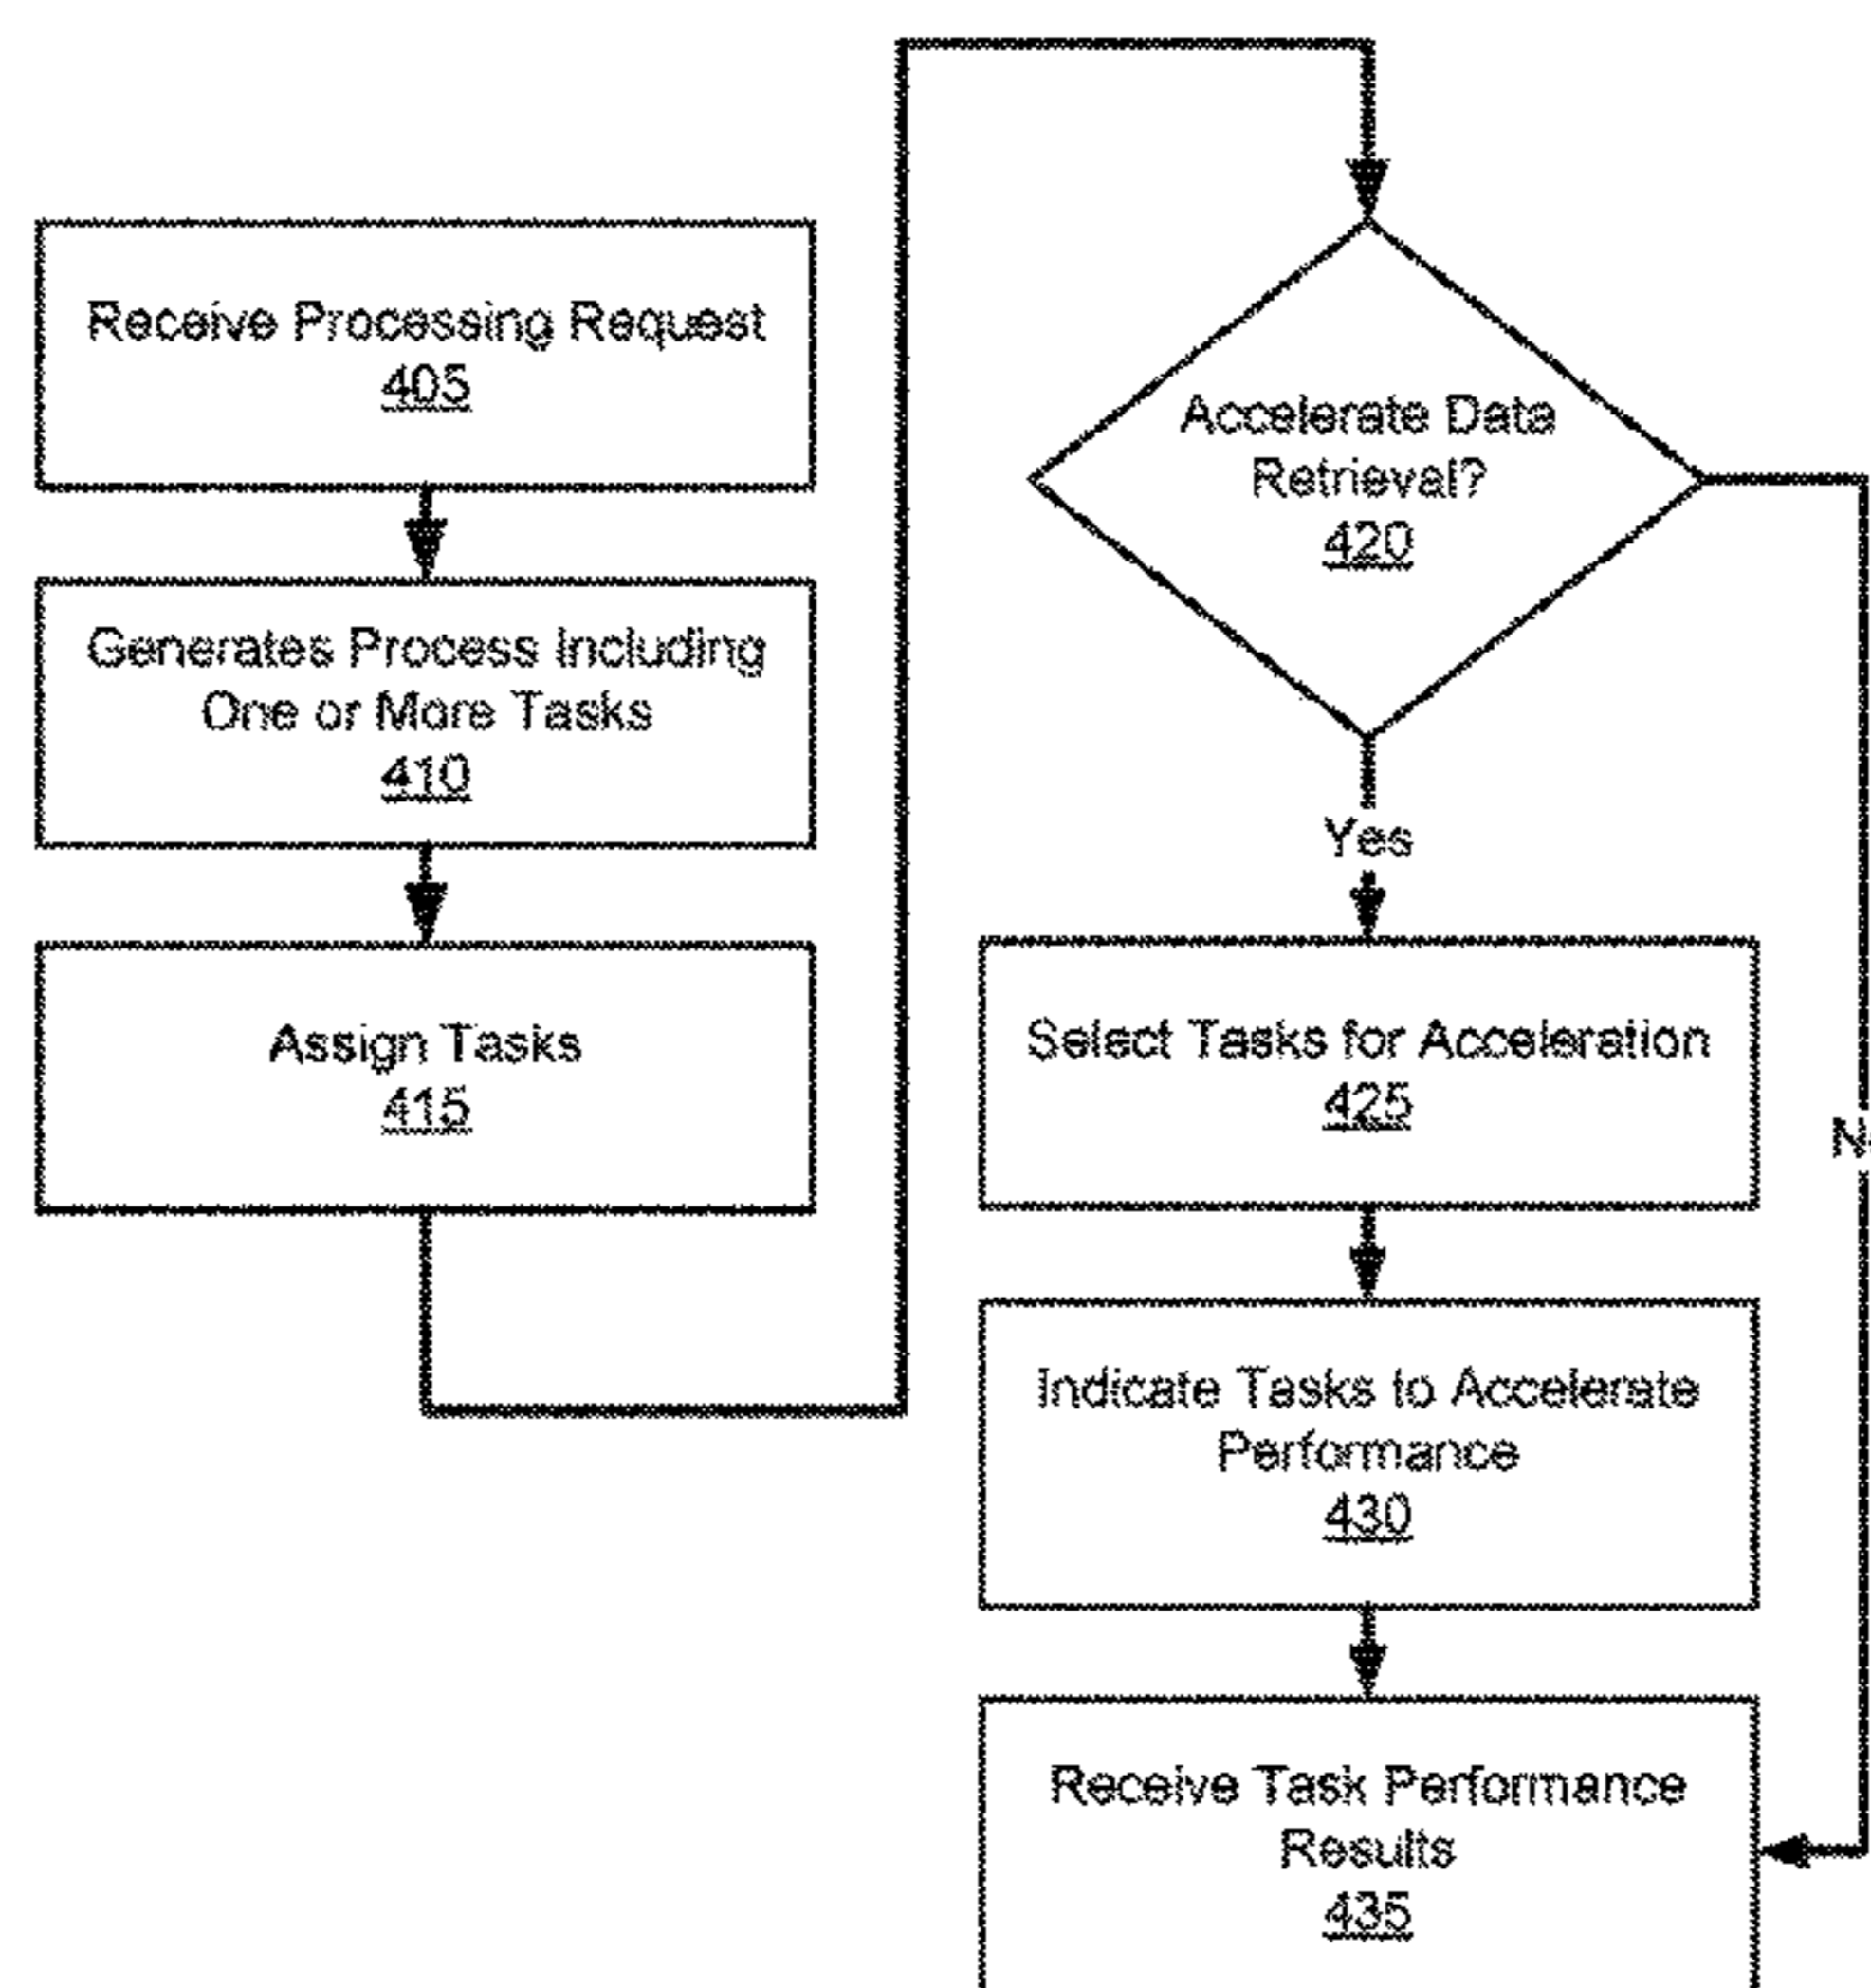 Receive Processing Request
405
Generates Process Including
One or More Tasks
410
Assign Tasks
415
Accelerate Data
Retrieval?
420
Yes
Select Tasks for Acceleration
425
Indicate Tasks to Accelerate
Performance
430
Receive Task Performance
Results
435